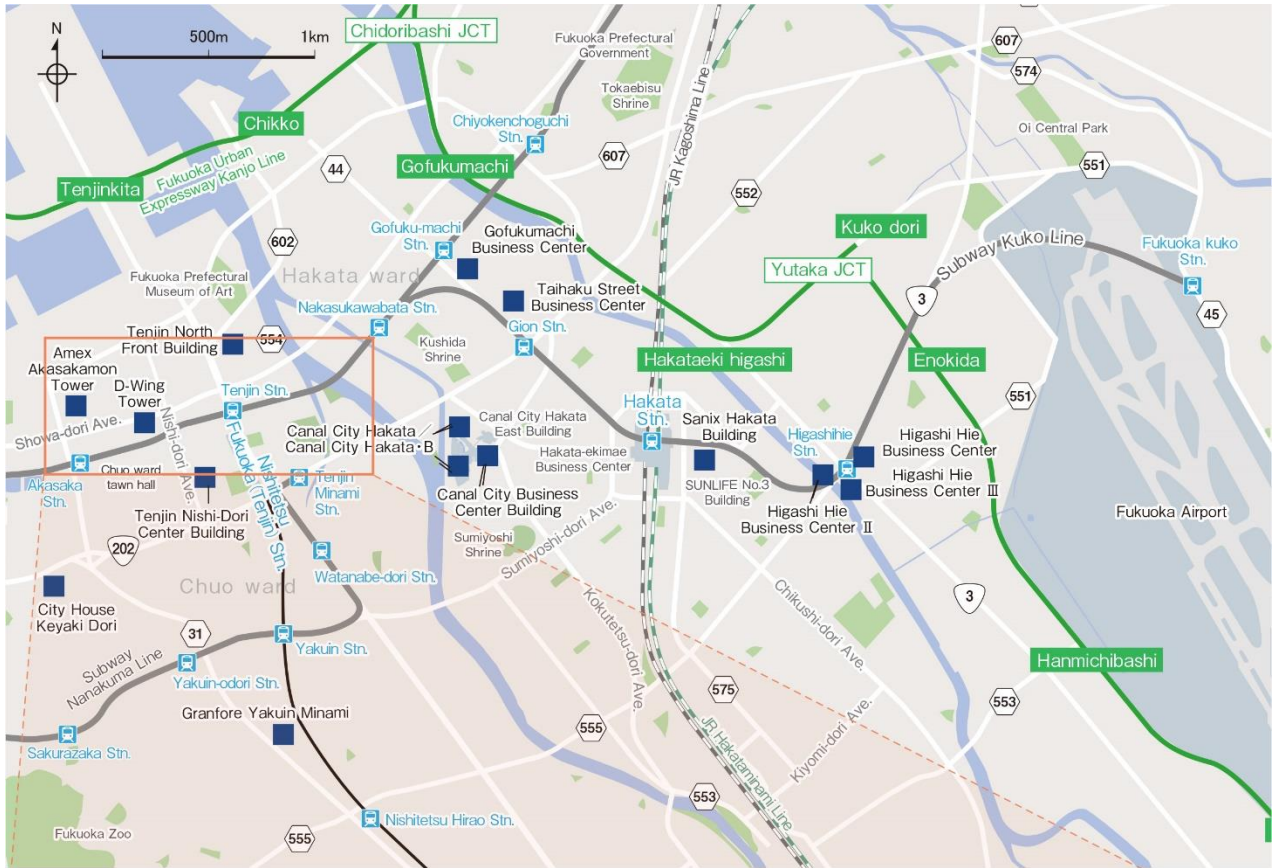 N
500m
1km
Chidoribashi JCT
Fukuoka Prefectural
Government
607
574
Tokaebisu
Shrine
JR Kagoshima Line
Chikko
Chiyokenchoguchi
Stn.
Oi Central Park
Fukuoka Urban
Expressway Kanjo Line
44
Gofukumachi
607
551
Tenjinkita
552
602
Gofuku-machi
Stn.
Gofukumachi
Business Center
Kuko dori
Subway Kuko Line
Fukuoka kuko
Stn.
Hakata ward
Yutaka JCT
Fukuoka Prefectural
Museum of Art
Taihaku Street
Business Center
Nakasukawabata Stn.
3
45
Tenjin North
Front Building
554
Gion Stn.
Kushida
Shrine
Amex
Akasakamon
Tower
Hakataeki higashi
Enokida
D-Wing
Tower
Tenjin Stn.
551
Showa-dori Ave.
Nishi-dori Ave.
Canal City Hakata
Canal City Hakata・B
Canal City Hakata
East Building
Hakata
Stn.
Sanix Hakata
Building
Higashihie
Stn.
Higashi Hie
Business Center
Hakata-ekimae
Business Center
Akasaka
Stn.
Chuo ward
tawn hall
Nishitetsu
Fukuoka (Tenjin) Stn.
Tenjin
Minami
Stn.
Canal City Business
Center Building
SUNLIFE No.3
Building
Higashi Hie
Business Center Ⅲ
Higashi Hie
Business Center Ⅱ
Fukuoka Airport
Tenjin Nishi-Dori
Center Building
202
Sumiyoshi
Shrine
Sumiyoshi-dori Ave.
Watanabe-dori Stn.
Chuo ward
City House
Keyaki Dori
Kokutetsu-dori Ave.
Chikushi-dori Ave.
3
31
Yakuin Stn.
Subway
Nanakuma Line
Yakuin-odori Stn.
Hanmichibashi
575
553
Granfore Yakuin Minami
555
Kiyomi-dori Ave.
Sakurazaka Stn.
JR Hakataminami Line
553
Nishitetsu Hirao Stn.
Fukuoka Zoo
555